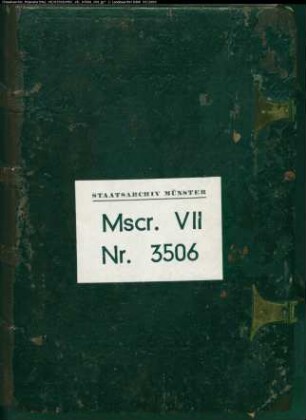 STAATSARCHIV MÜNSTER
Mscr. VII
Nr. 3506